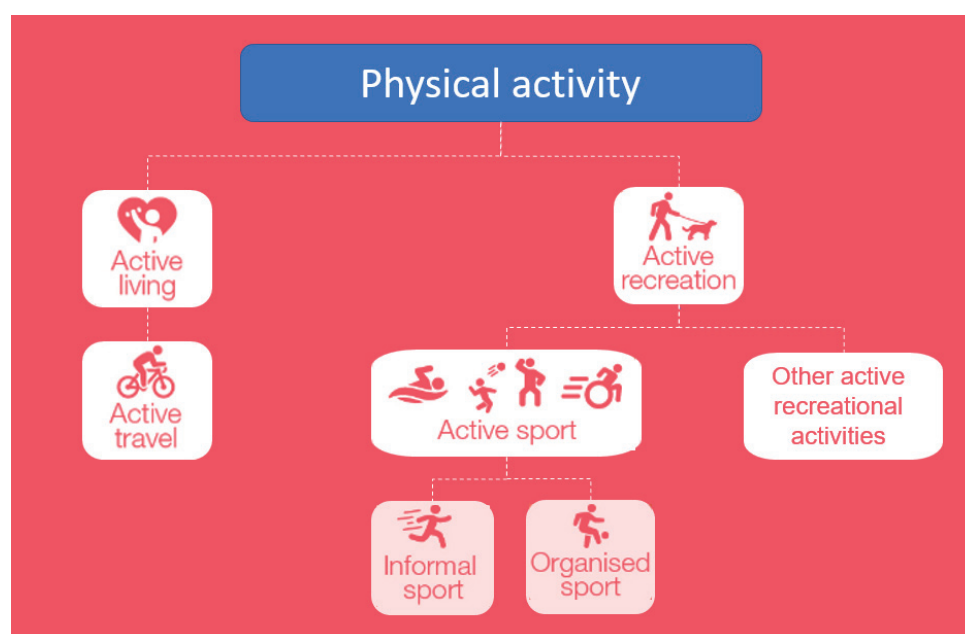 Physical activity
Active
living
Active
recreation
Active
travel
Active sport
Other active
recreational
activities
Informal
sport
Organised
sport